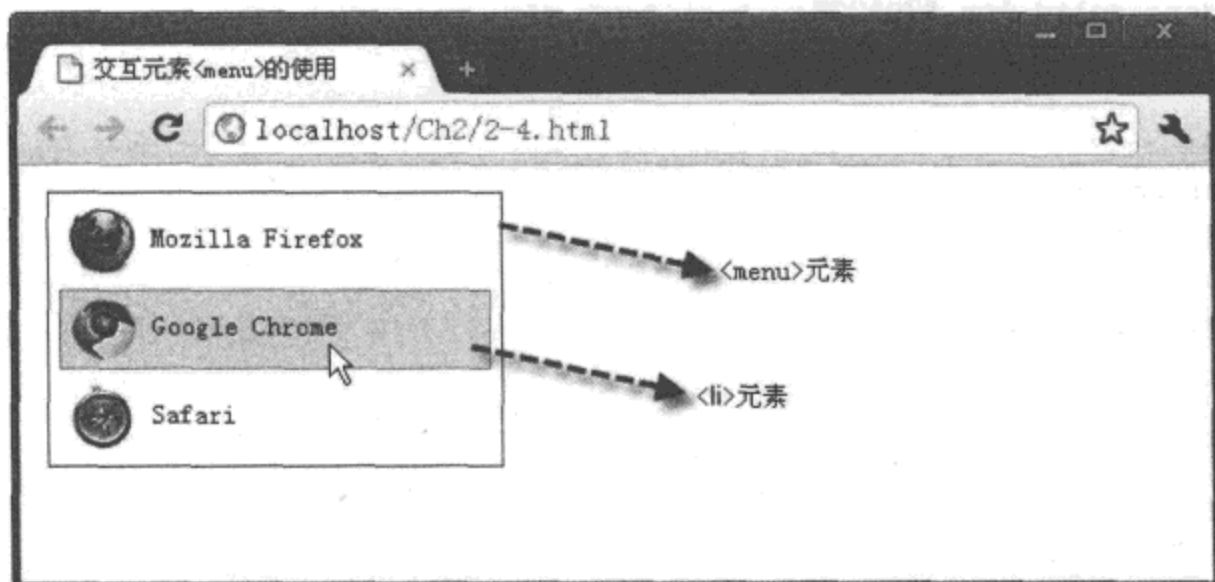 交互元素<menu>的使用
localhost/Ch2/2-4.html
Mozilla Firefox
<menu>元素
Google Chrome
<li>元素
Safari